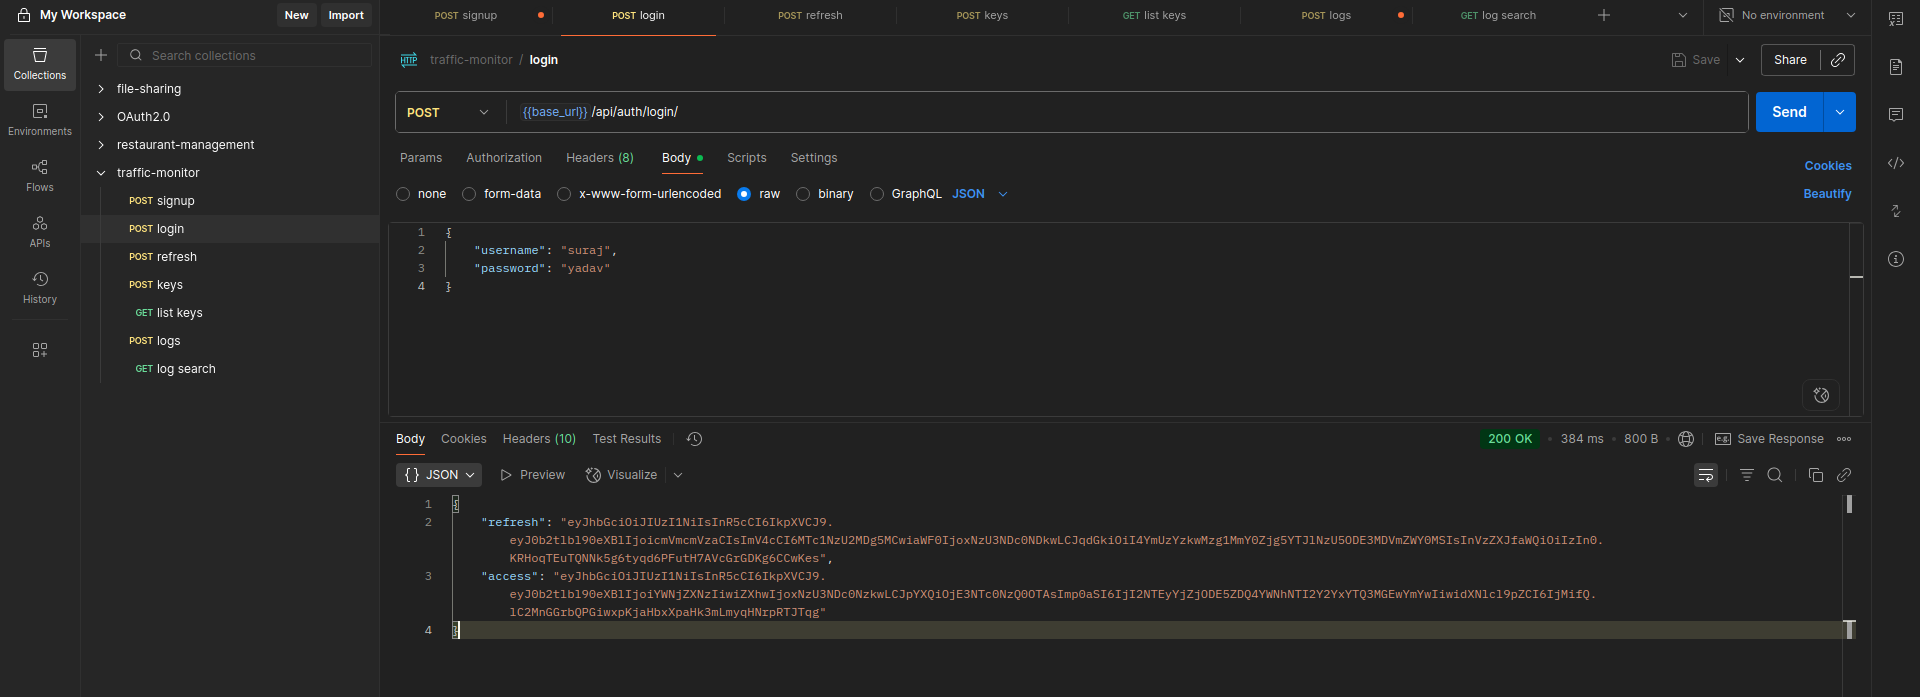 My Workspace
New
Import
POST signup
POST login
POST refresh
POST keys
GET list keys
POST logs
GET log search
No environment
Collections
Environments
Flows
APIs
History
Search collections
file-sharing
OAuth2.0
restaurant-management
traffic-monitor
POST signup
POST login
POST refresh
POST keys
GET list keys
POST logs
GET log search
HTTP traffic-monitor / login
Save
Share
POST
{{base_url}} /api/auth/login/
Send
Params Authorization Headers (8) Body Scripts Settings
Cookies
none form-data x-www-form-urlencoded raw binary GraphQL JSON
Beautify
1 {
2 "username": "suraj",
3 "password": "yadav"
4 }
Body Cookies Headers (10) Test Results
200 OK • 384 ms • 800 B
e.g. Save Response
{} JSON Preview Visualize
1 {
2 "refresh": "eyJhbGciOiJIUzI1NiIsInR5cCI6IkpXVCJ9.
eyJ0b2tlbl90eXBlIjoicmVmcmVzaCIsImV4cCI6MTc1NzU2MDg5MCwiaWF0IjoxNzU3NDc0NDkwLCJqdGkiOiI4YmUzYzkwMzg1MmY0Zjg5YTJlNzU5ODE3MDVmZWY0MSIsInVzZXJfaWQiOiIzIn0.
KRHoqTEuTQNNk5g6tyqd6PFutH7AVcGrGDKg6CCwKes",
3 "access": "eyJhbGciOiJIUzI1NiIsInR5cCI6IkpXVCJ9.
eyJ0b2tlbl90eXBlIjoiYWNjZXNzIiwiZXhwIjoxNzU3NDc0NzkwLCJpYXQiOjE3NTc0NzQ0OTAsImp0aSI6IjI2NTEyYjZjODE5ZDQ4YWNhNTI2Y2YxYTQ3MGEwYmYwIiwidXNlcl9pZCI6IjMifQ.
lC2MnGGrbQPGiwxpKjaHbxXpaHk3mLmyqHNrpRTJTqg"
4 }